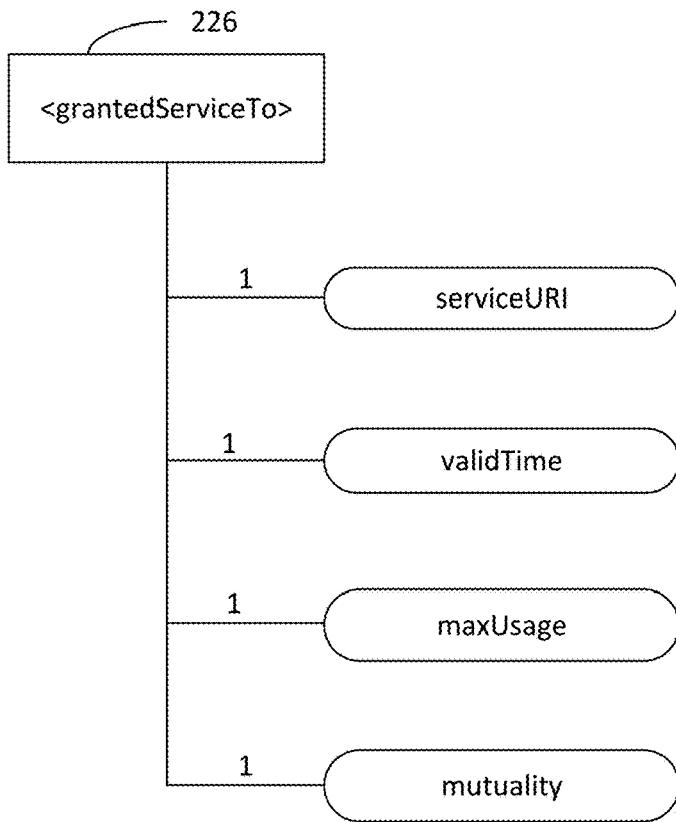 226
<grantedServiceTo>
1
serviceURI
1
validTime
1
maxUsage
1
mutuality